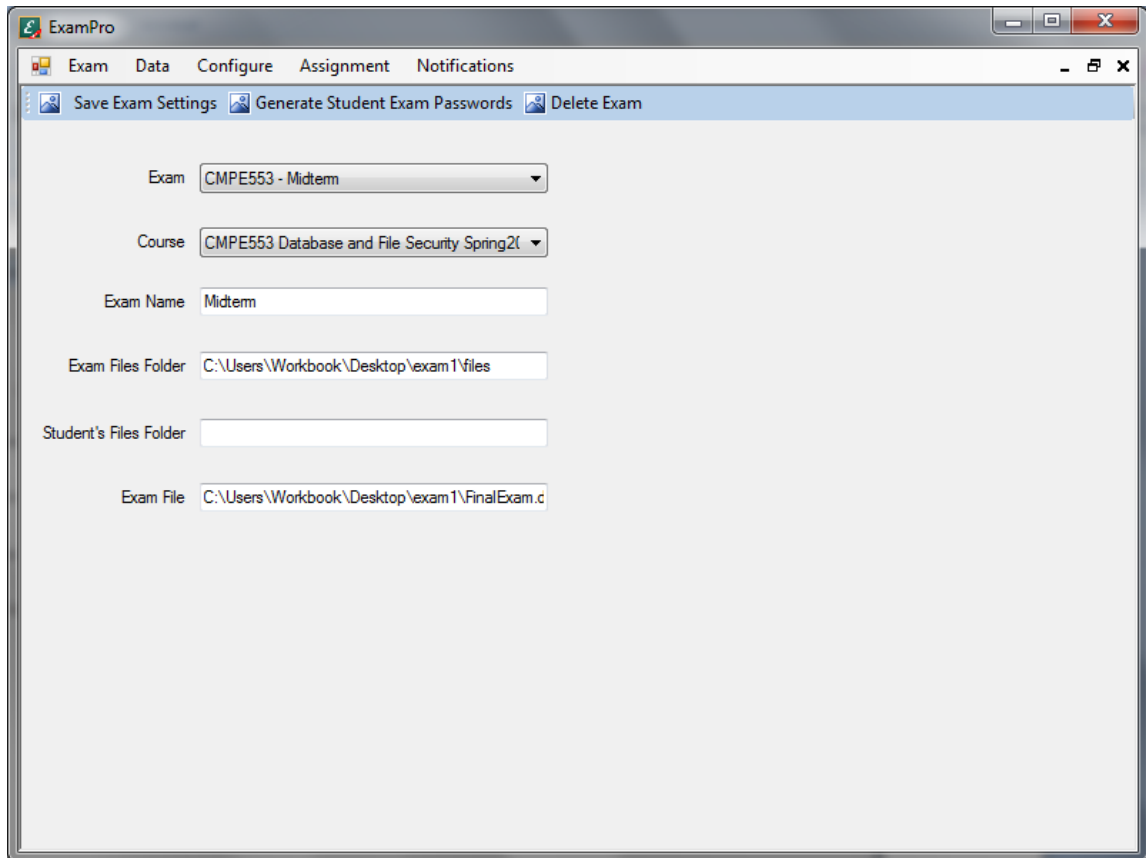 ExamPro
Exam Data Configure Assignment Notifications
Save Exam Settings Generate Student Exam Passwords Delete Exam
Exam CMPE553 - Midterm
Course CMPE553 Database and File Security Spring2(
Exam Name Midterm
Exam Files Folder C:\Users\Workbook\Desktop\exam1\files
Student's Files Folder
Exam File C:\Users\Workbook\Desktop\exam1\FinalExam.d